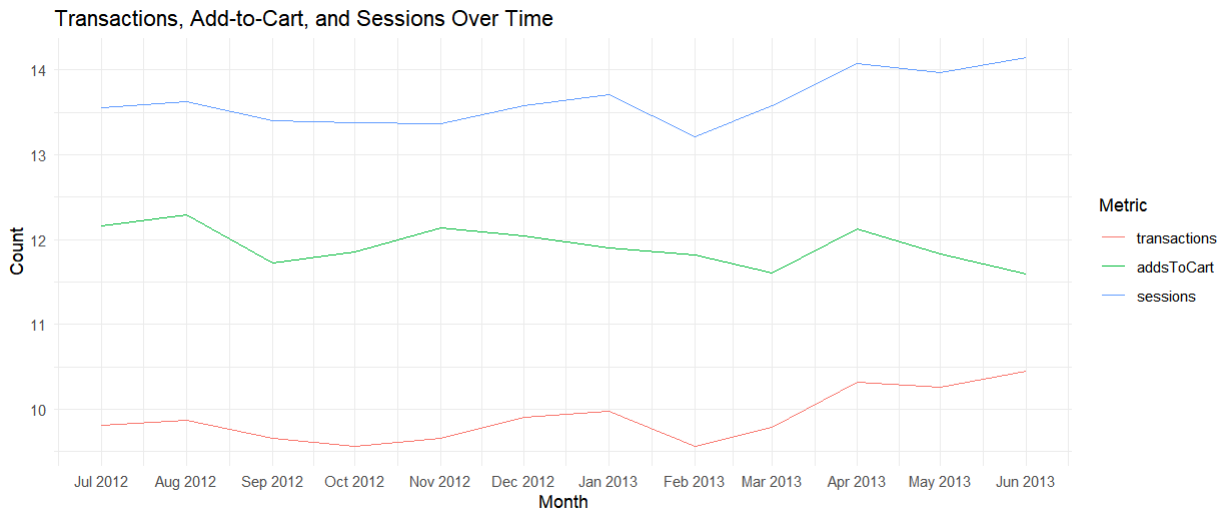 Transactions, Add-to-Cart, and Sessions Over Time
14
13
12
11
10
Count
Jul 2012 Aug 2012 Sep 2012 Oct 2012 Nov 2012 Dec 2012 Jan 2013 Feb 2013 Mar 2013 Apr 2013 May 2013 Jun 2013
Month
Metric
transactions
addsToCart
sessions